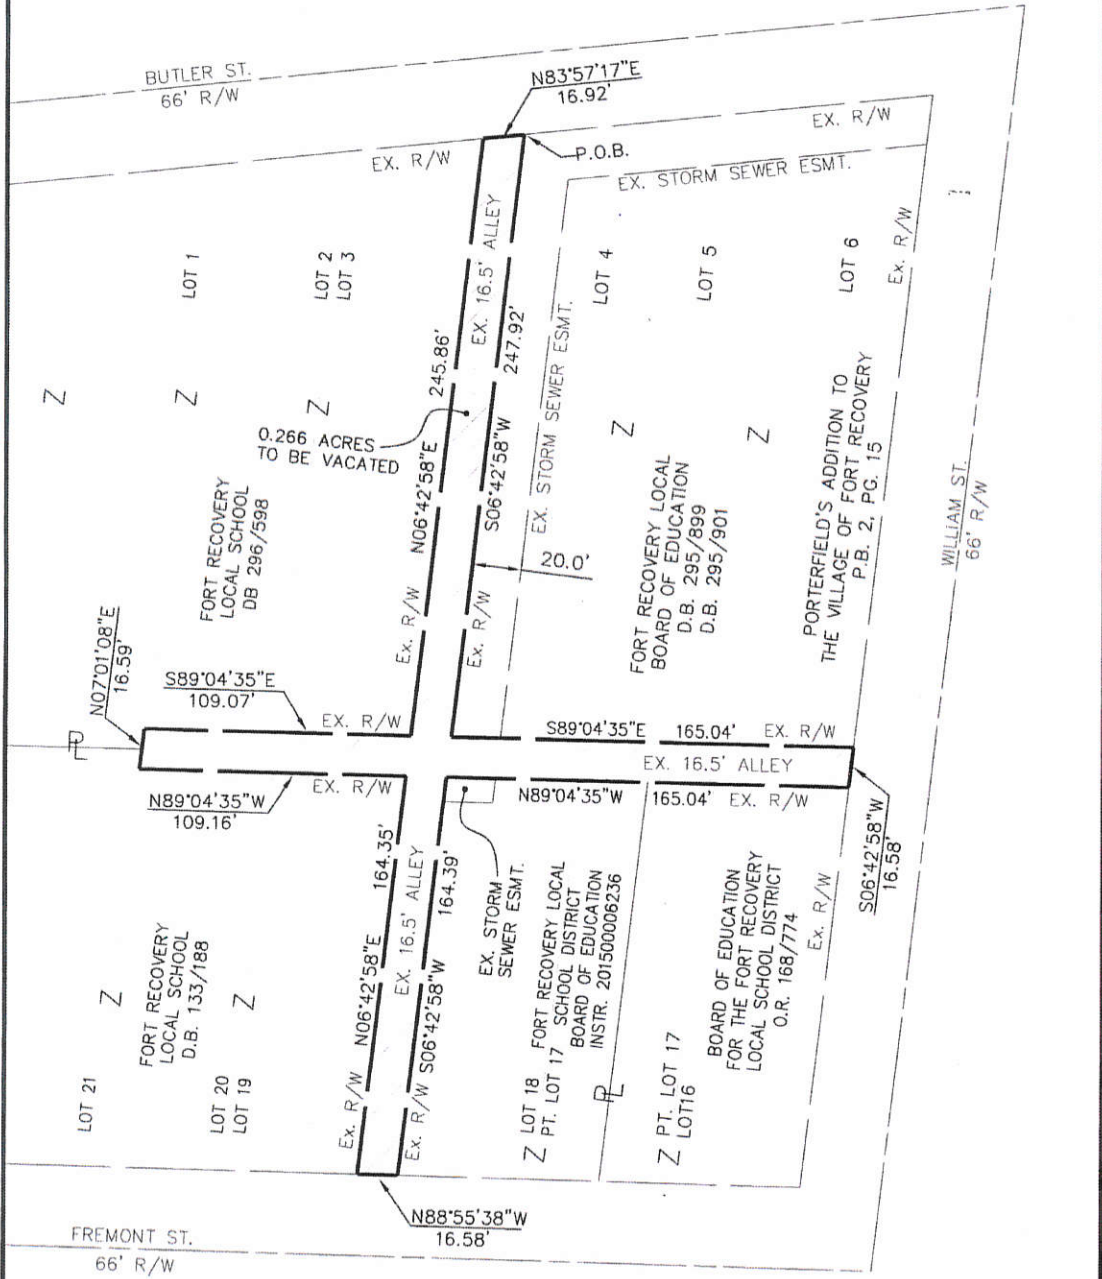 BUTLER ST.
66' R/W
N83°57'17"E
16.92'
EX. R/W
P.O.B.
EX. R/W
EX. STORM SEWER ESMT.
LOT 1
LOT 2
LOT 3
EX. 16.5' ALLEY
LOT 4
LOT 5
LOT 6
Ex. R/W
Z
Z
Z
0.266 ACRES
TO BE VACATED
245.86'
N06°42'58"E
247.92'
S06°42'58"W
EX. STORM SEWER ESMT.
Z
Z
20.0'
FORT RECOVERY
LOCAL SCHOOL
DB 296/598
FORT RECOVERY LOCAL
BOARD OF EDUCATION
D.B. 295/899
D.B. 295/901
PORTERFIELD'S ADDITION TO
THE VILLAGE OF FORT RECOVERY
P.B. 2, PG. 15
WILLIAM ST.
66' R/W
Ex. R/W
Ex. R/W
N07°01'08"E
16.59'
S89°04'35"E
109.07'
EX. R/W
PL
S89°04'35"E 165.04' EX. R/W
EX. 16.5' ALLEY
N89°04'35"W
109.16'
EX. R/W
N89°04'35"W 165.04' EX. R/W
S06°42'58"W
16.58'
164.35'
N06°42'58"E
EX. 16.5' ALLEY
164.39'
S06°42'58"W
EX. STORM
SEWER ESMT.
Ex. R/W
Ex. R/W
Ex. R/W
FORT RECOVERY
LOCAL SCHOOL
D.B. 133/188
Z
Z
LOT 21
LOT 20
LOT 19
Z
LOT 18
PT. LOT 17
FORT RECOVERY LOCAL
SCHOOL DISTRICT
BOARD OF EDUCATION
INSTR. 201500006236
PL
Z
PT. LOT 17
LOT16
BOARD OF EDUCATION
FOR THE FORT RECOVERY
LOCAL SCHOOL DISTRICT
O.R. 168/774
N88°55'38"W
16.58'
FREMONT ST.
66' R/W